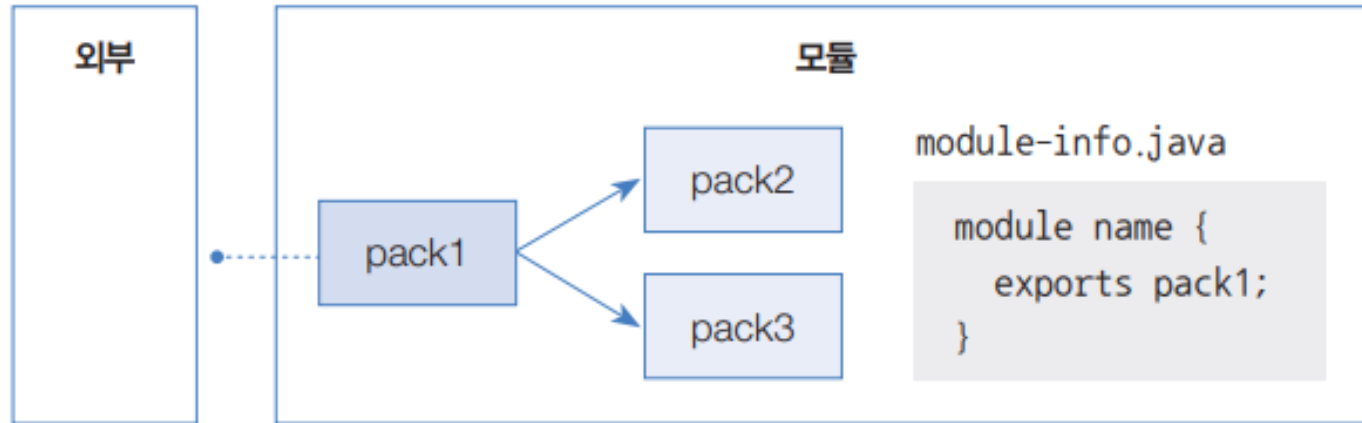 외부
모듈
pack1
pack2
pack3
module-info.java
module name {
exports pack1;
}